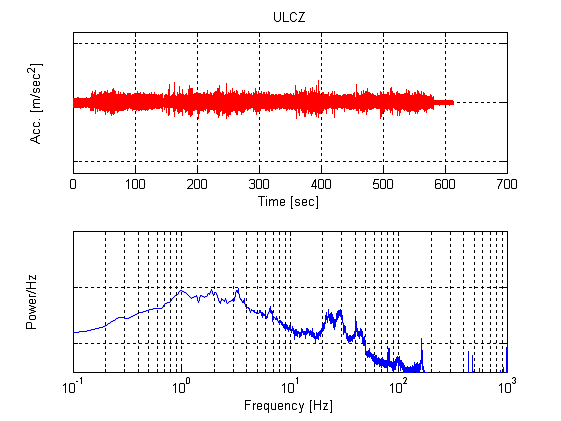 ULCZ
Acc. [m/sec2]
0 100 200 300 400 500 600 700
Time [sec]
Power/Hz
10-1 100 101 102 103
Frequency [Hz]